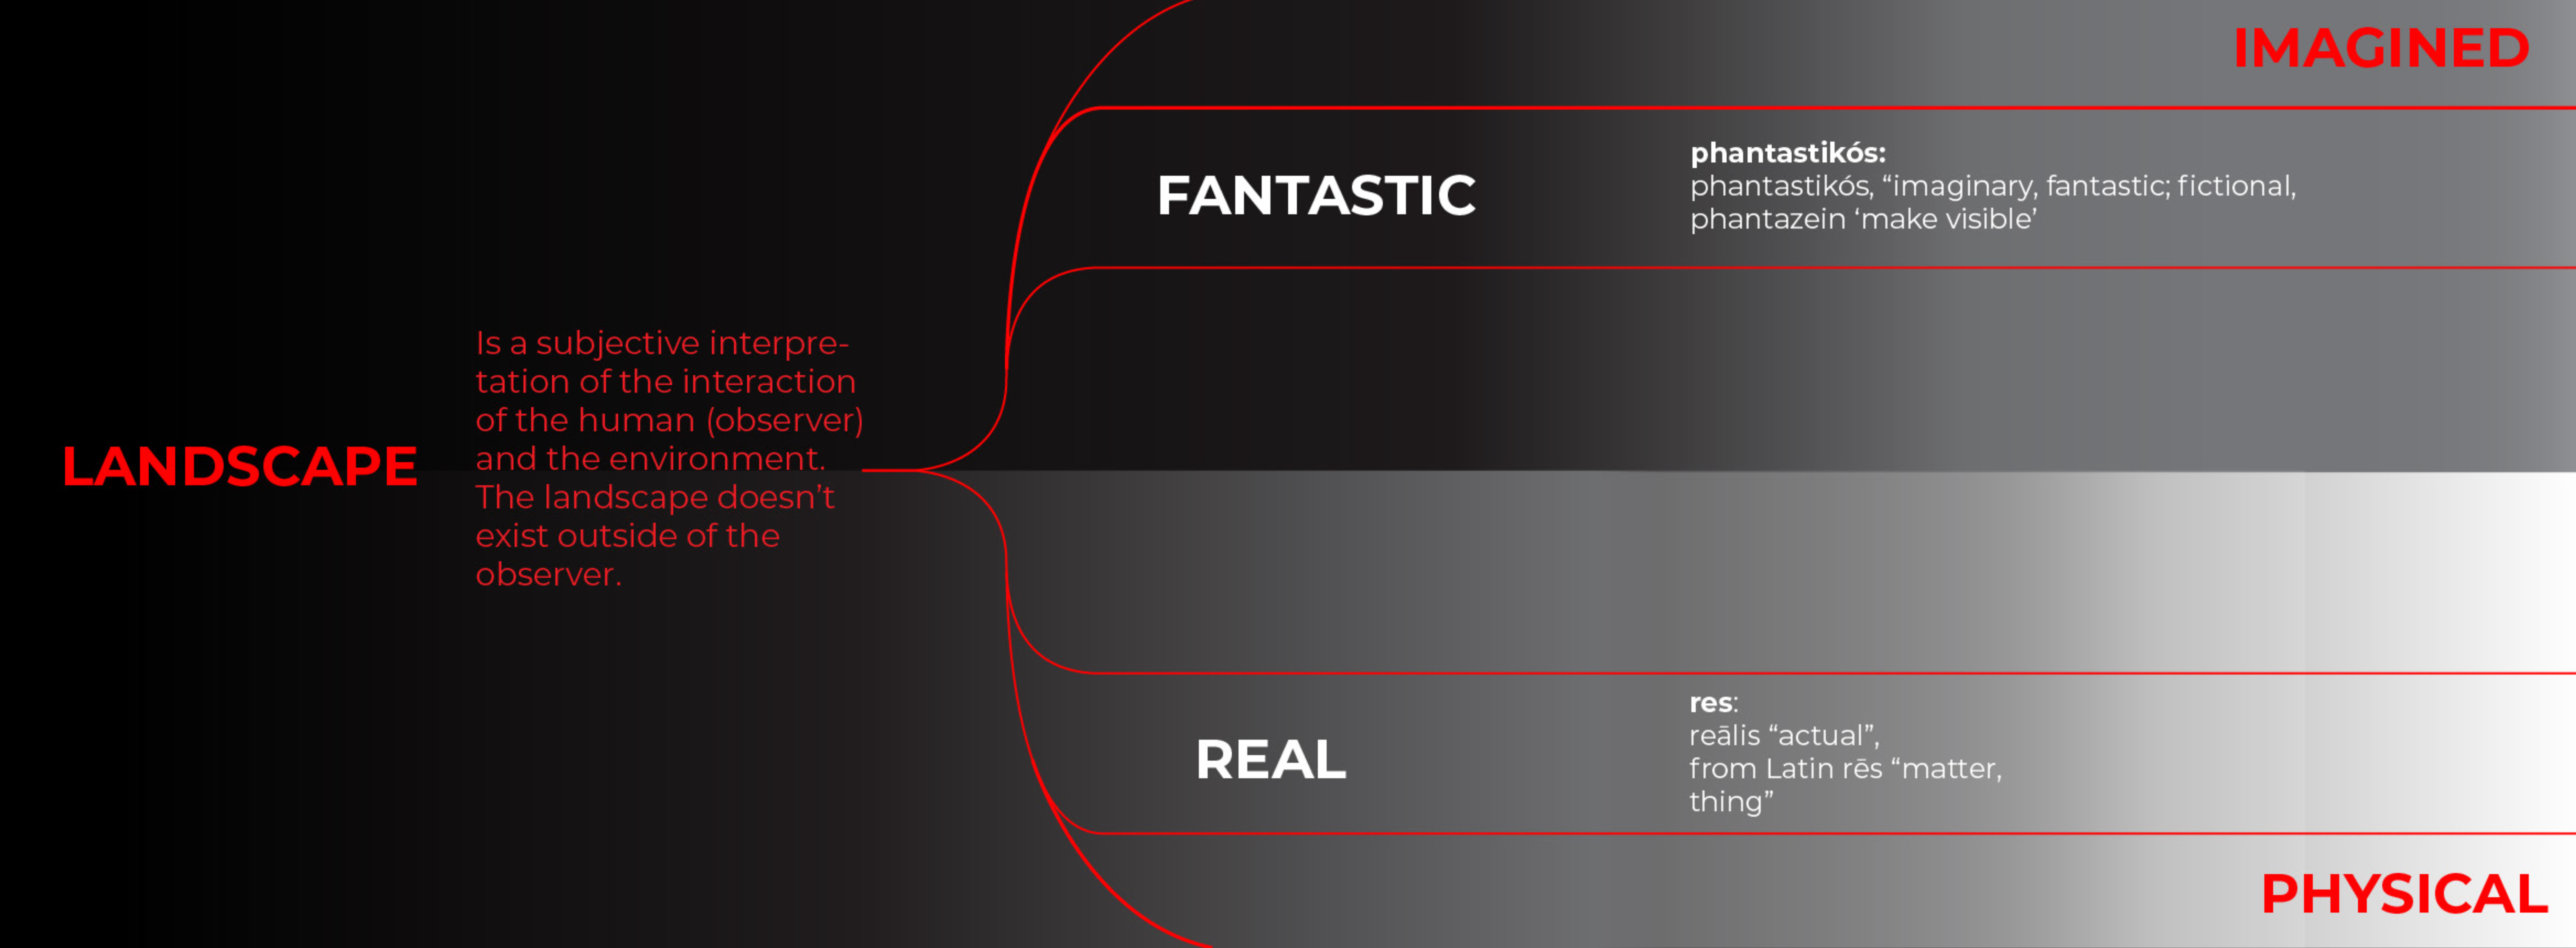 LANDSCAPE
Is a subjective interpre-
tation of the interaction
of the human (observer)
and the environment.
The landscape doesn’t
exist outside of the
observer.
IMAGINED
FANTASTIC
phantastikós:
phantastikós, “imaginary, fantastic; fictional,
phantazein ‘make visible’
REAL
res:
reālis “actual”,
from Latin rēs “matter,
thing”
PHYSICAL